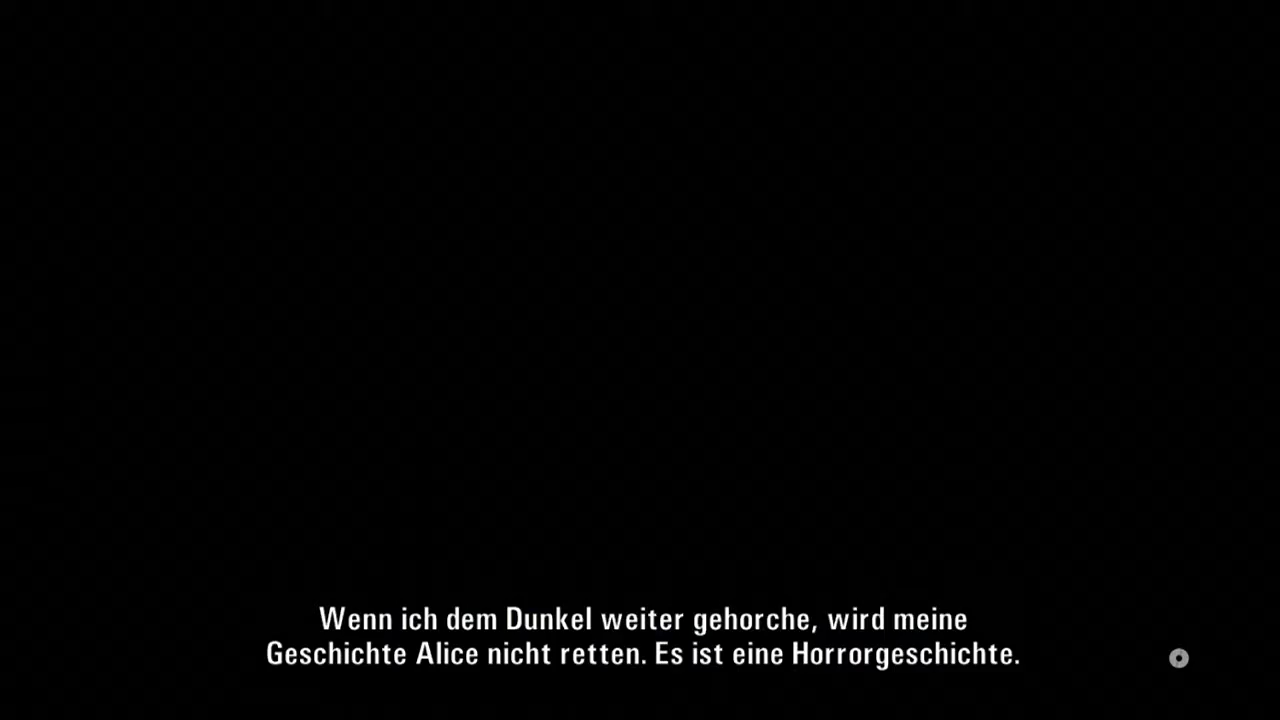 Wenn ich dem Dunkel weiter gehorche, wird meine
Geschichte Alice nicht retten. Es ist eine Horrorgeschichte.